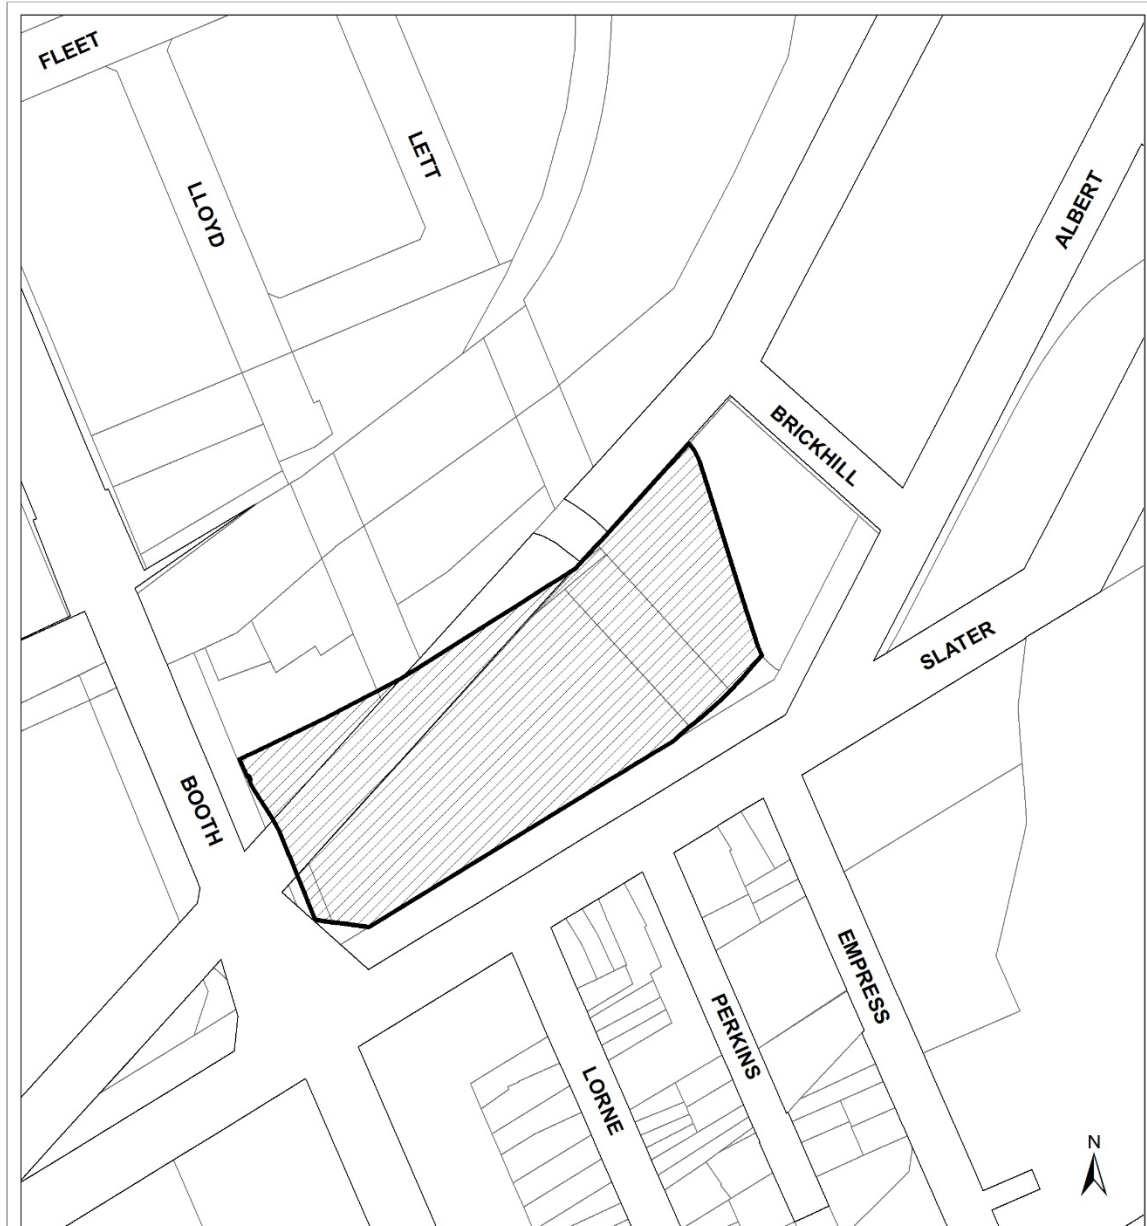 FLEET
LETT
LLOYD
ALBERT
BRICKHILL
SLATER
BOOTH
EMPRESS
PERKINS
LORNE
N